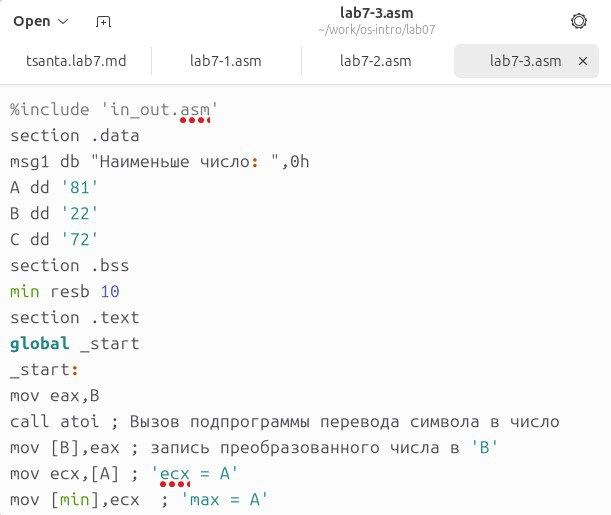 Open
lab7-3.asm
~/work/os-intro/lab07
tsanta.lab7.md
lab7-1.asm
lab7-2.asm
lab7-3.asm
%include 'in_out.asm'
section .data
msg1 db "Наименьше число: ",0h
A dd '81'
B dd '22'
C dd '72'
section .bss
min resb 10
section .text
global _start
_start:
mov eax,B
call atoi ; Вызов подпрограммы перевода символа в число
mov [B],eax ; запись преобразованного числа в 'B'
mov ecx,[A] ; 'ecx = A'
mov [min],ecx  ; 'max = A'